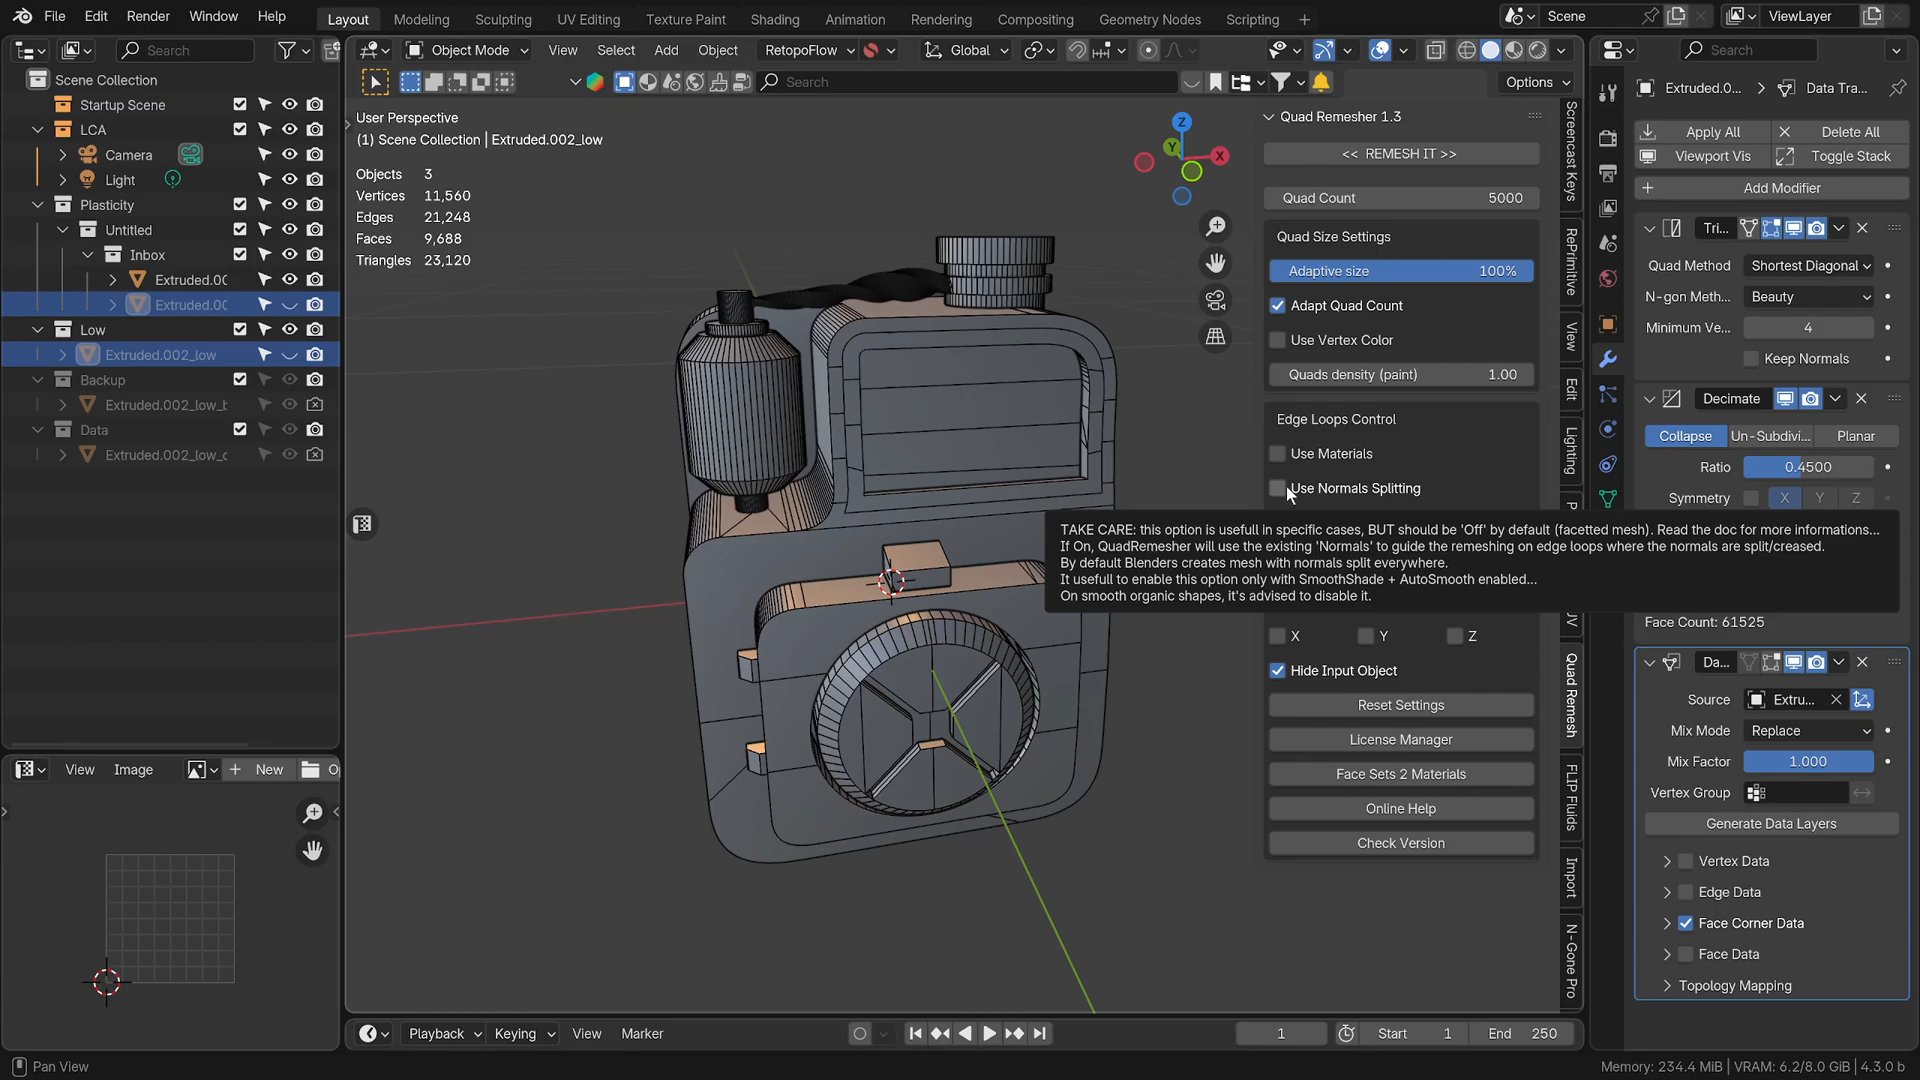 File Edit Render Window Help
Layout Modeling Sculpting UV Editing Texture Paint Shading Animation Rendering Compositing Geometry Nodes Scripting +
Scene
ViewLayer
Search
Object Mode View Select Add Object RetopoFlow Global
Search
Search
Options
Scene Collection
Startup Scene
LCA
Camera
Light
Plasticity
Untitled
Inbox
Extruded.00
Extruded.00
Low
Extruded.002_low
Backup
Extruded.002_low_b
Data
Extruded.002_low_c
View Image + New O
User Perspective
(1) Scene Collection | Extruded.002_low
Objects 3
Vertices 11,560
Edges 21,248
Faces 9,688
Triangles 23,120
Z
Y
X
Quad Remesher 1.3
<< REMESH IT >>
Quad Count 5000
Quad Size Settings
Adaptive size 100%
Adapt Quad Count
Use Vertex Color
Quads density (paint) 1.00
Edge Loops Control
Use Materials
Use Normals Splitting
TAKE CARE: this option is usefull in specific cases, BUT should be 'Off' by default (facetted mesh). Read the doc for more informations...
If On, QuadRemesher will use the existing 'Normals' to guide the remeshing on edge loops where the normals are split/creased.
By default Blenders creates mesh with normals split everywhere.
It usefull to enable this option only with SmoothShade + AutoSmooth enabled...
On smooth organic shapes, it's advised to disable it.
X Y Z
Hide Input Object
Reset Settings
License Manager
Face Sets 2 Materials
Online Help
Check Version
Screencast Keys
RePrimitive
View
Edit
Lighting
P
UV
Quad Remesh
FLIP Fluids
Import
N-Gone Pro
Extruded.0... > Data Tra...
Apply All Delete All
Viewport Vis Toggle Stack
+ Add Modifier
Tri...
Quad Method Shortest Diagonal
N-gon Meth... Beauty
Minimum Ve... 4
Keep Normals
Decimate
Collapse Un-Subdivi... Planar
Ratio 0.4500
Symmetry X Y Z
Face Count: 61525
Da...
Source Extru...
Mix Mode Replace
Mix Factor 1.000
Vertex Group
Generate Data Layers
Vertex Data
Edge Data
Face Corner Data
Face Data
Topology Mapping
Playback Keying View Marker
1
Start 1 End 250
Pan View
Memory: 234.4 MiB | VRAM: 6.2/8.0 GiB | 4.3.0 b